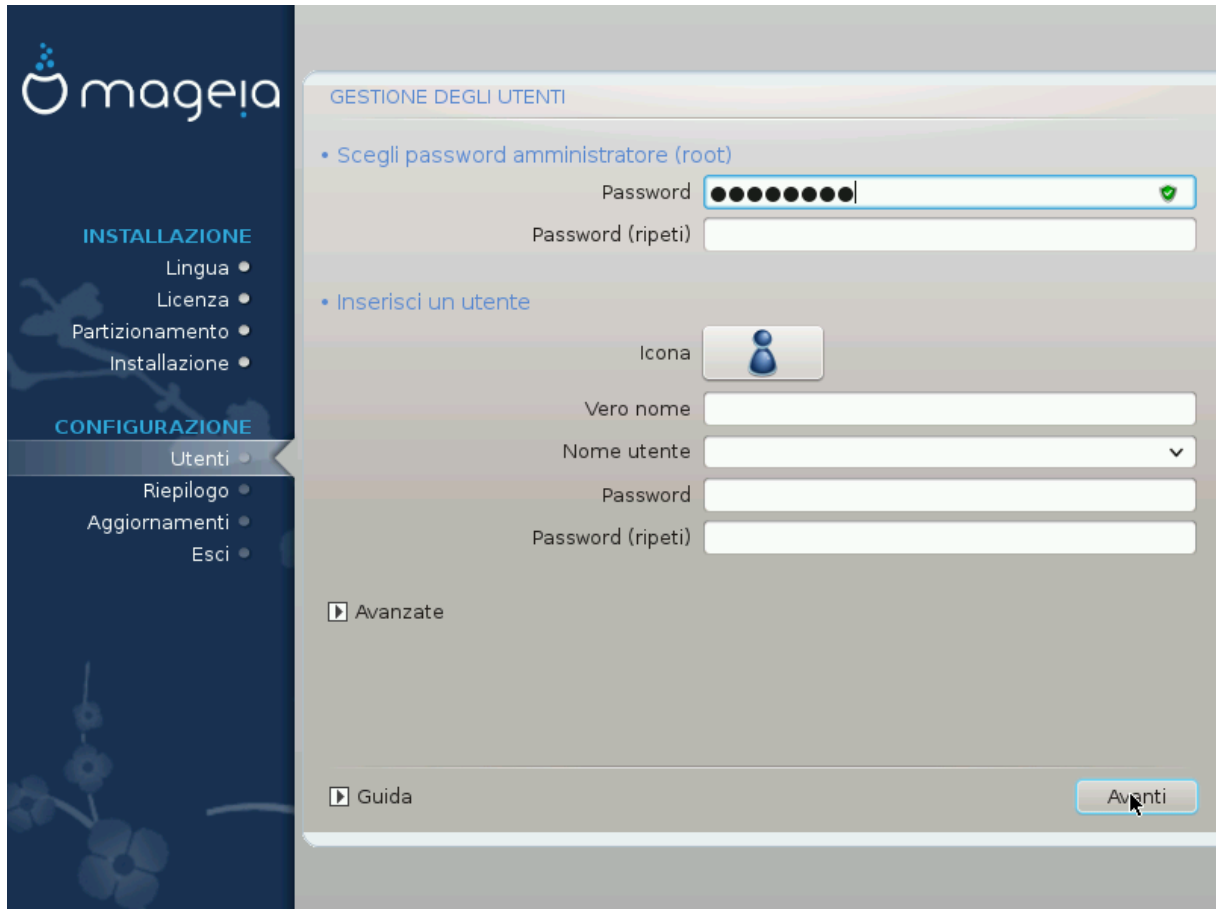 mageia
INSTALLAZIONE
Lingua
Licenza
Partizionamento
Installazione
CONFIGURAZIONE
Utenti
Riepilogo
Aggiornamenti
Esci
GESTIONE DEGLI UTENTI
• Scegli password amministratore (root)
Password ●●●●●●●●
Password (ripeti)
• Inserisci un utente
Icona
Vero nome
Nome utente
Password
Password (ripeti)
Avanzate
Guida
Avanti